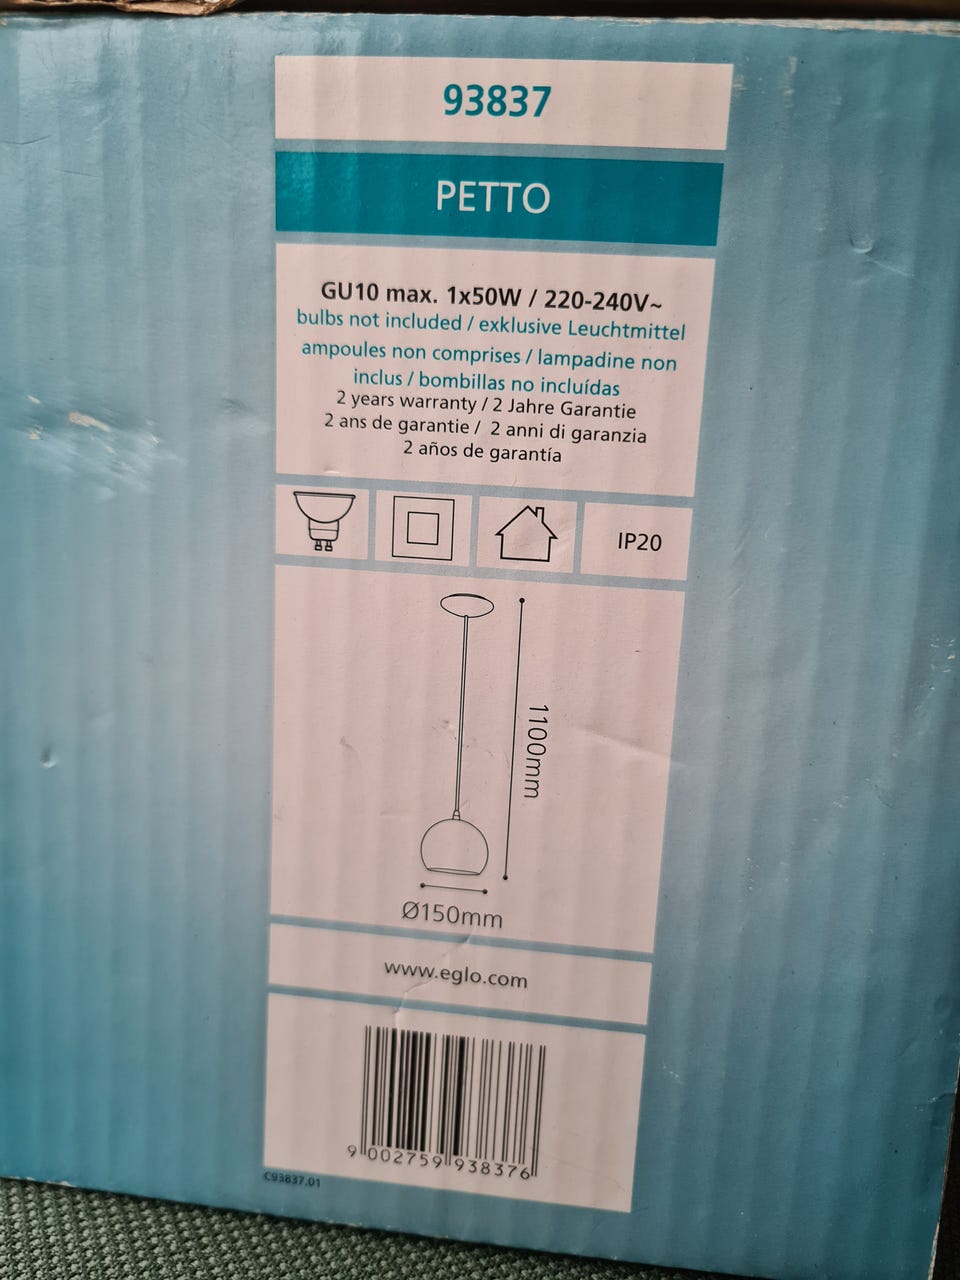 93837
PETTO
GU10 max. 1x50W / 220-240V~
bulbs not included / exklusive Leuchtmittel
ampoules non comprises / lampadine non
inclus / bombillas no incluídas
2 years warranty / 2 Jahre Garantie
2 ans de garantie / 2 anni di garanzia
2 años de garantía
IP20
1100mm
Ø150mm
www.eglo.com
9 002759 938376
C93837.01